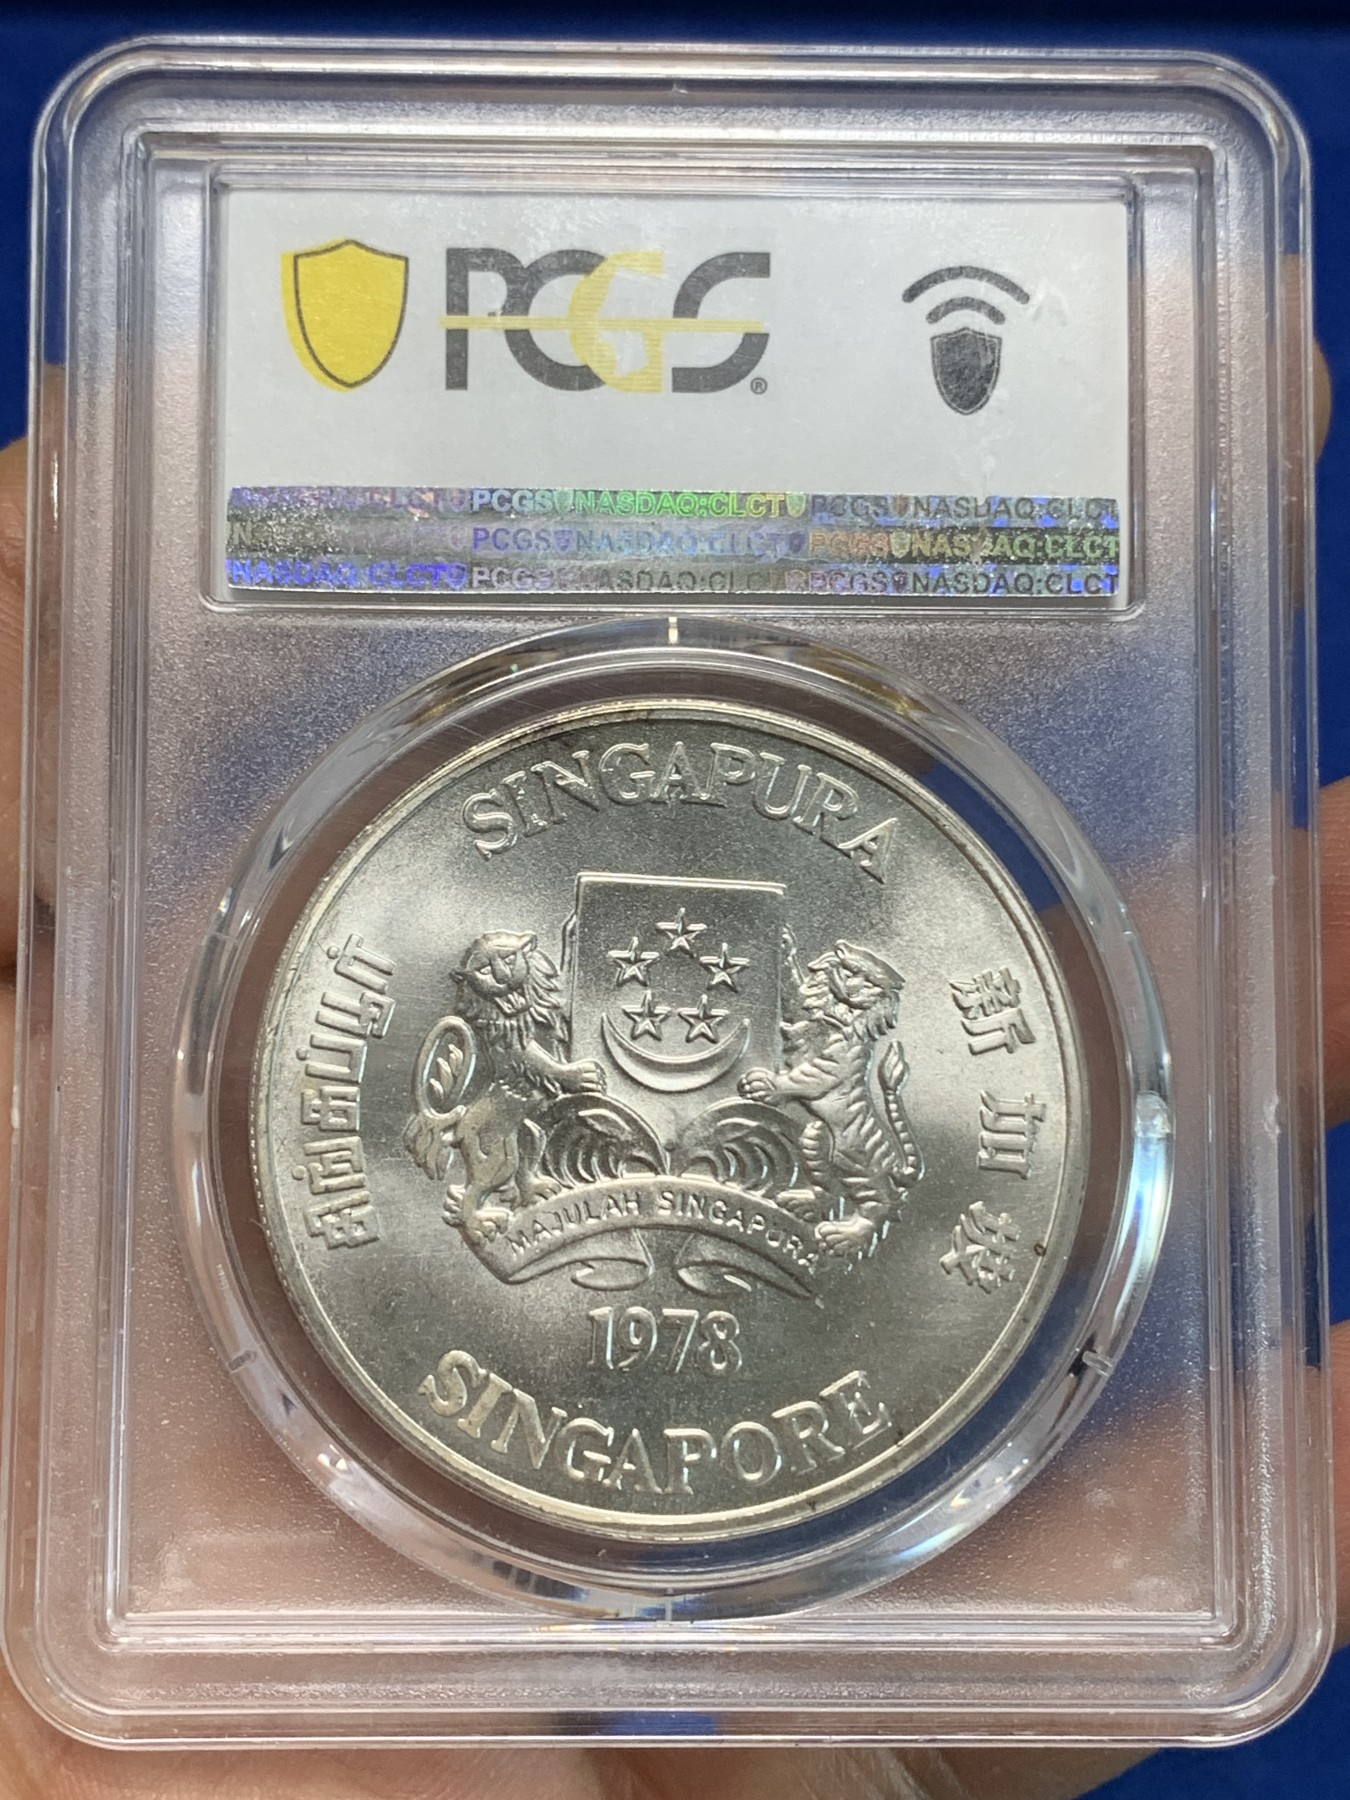 PCGS®
PCGS NASDAQ:CLCT PCGS NASDAQ:CLCT
PCGS NASDAQ:CLCT PCGS NASDAQ:CLCT
NASDAQ:CLCT PCGS NASDAQ:CLCT PCGS NASDAQ:CLCT
SINGAPURA
சிங்கப்பூர்
新加坡
MAJULAH SINGAPURA
1978
SINGAPORE